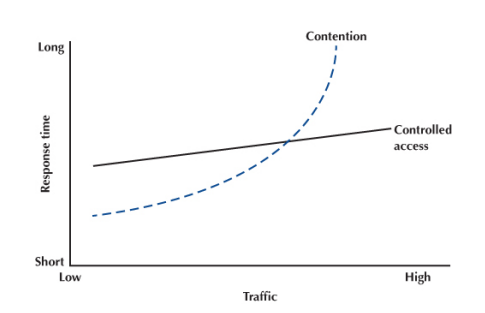 Contention
Long
Controlled
access
Response time
Short
Low
High
Traffic